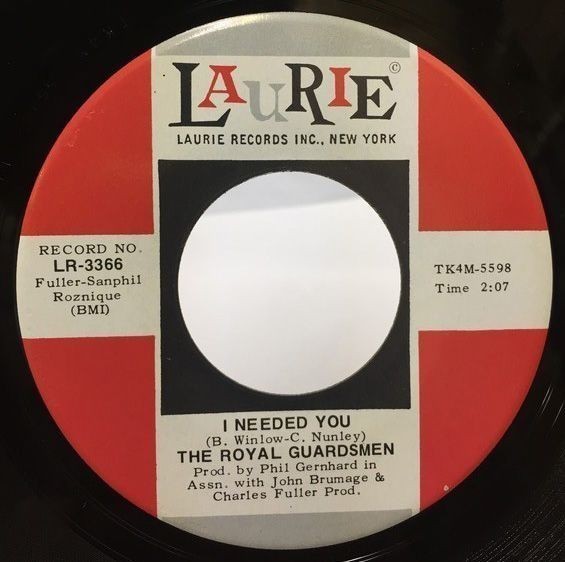 LAURIE ©
LAURIE RECORDS INC., NEW YORK
RECORD NO.
LR-3366
Fuller-Sanphil
Roznique
(BMI)
TK4M-5598
Time 2:07
I NEEDED YOU
(B. Winlow-C. Nunley)
THE ROYAL GUARDSMEN
Prod. by Phil Gernhard in
Assn. with John Brumage &
Charles Fuller Prod.